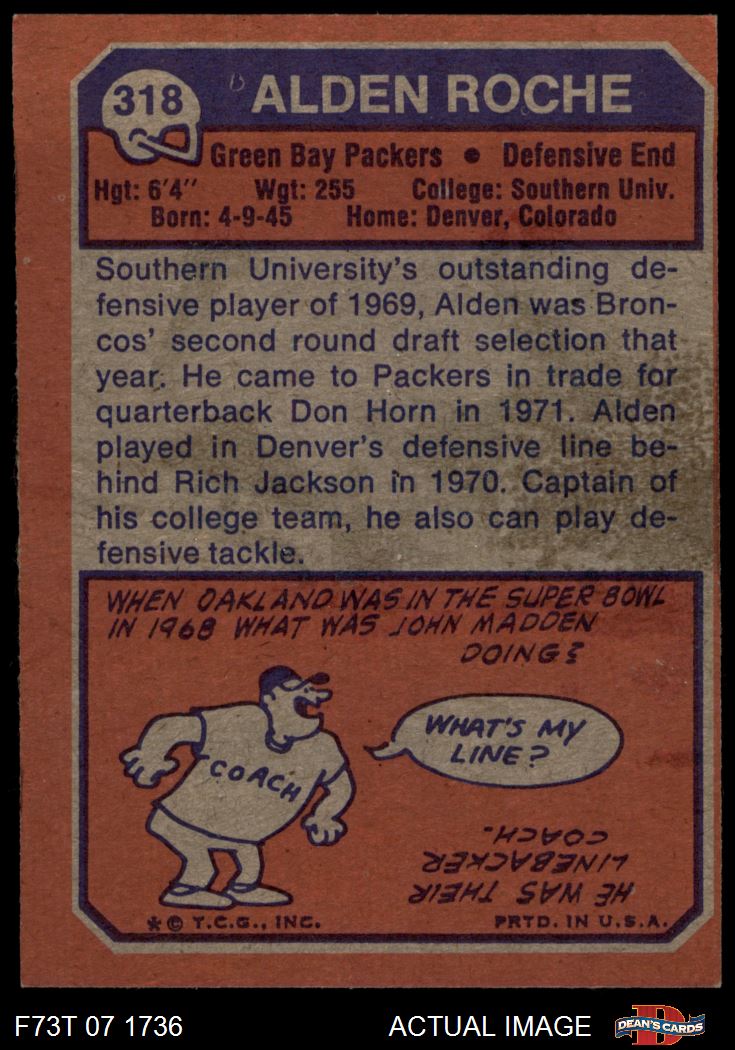 318
ALDEN ROCHE
Green Bay Packers • Defensive End
Hgt: 6'4" Wgt: 255 College: Southern Univ.
Born: 4-9-45 Home: Denver, Colorado
Southern University's outstanding de-
fensive player of 1969, Alden was Bron-
cos' second round draft selection that
year. He came to Packers in trade for
quarterback Don Horn in 1971. Alden
played in Denver's defensive line be-
hind Rich Jackson in 1970. Captain of
his college team, he also can play de-
fensive tackle.
WHEN OAKLAND WAS IN THE SUPER BOWL
IN 1968 WHAT WAS JOHN MADDEN
DOING?
WHAT'S MY
LINE?
COACH
HE WAS THEIR
LINEBACKER
COACH.
* © T.C.G., INC. PRTD. IN U.S.A.
F73T 07 1736 ACTUAL IMAGE
D
DEAN'S CARDS